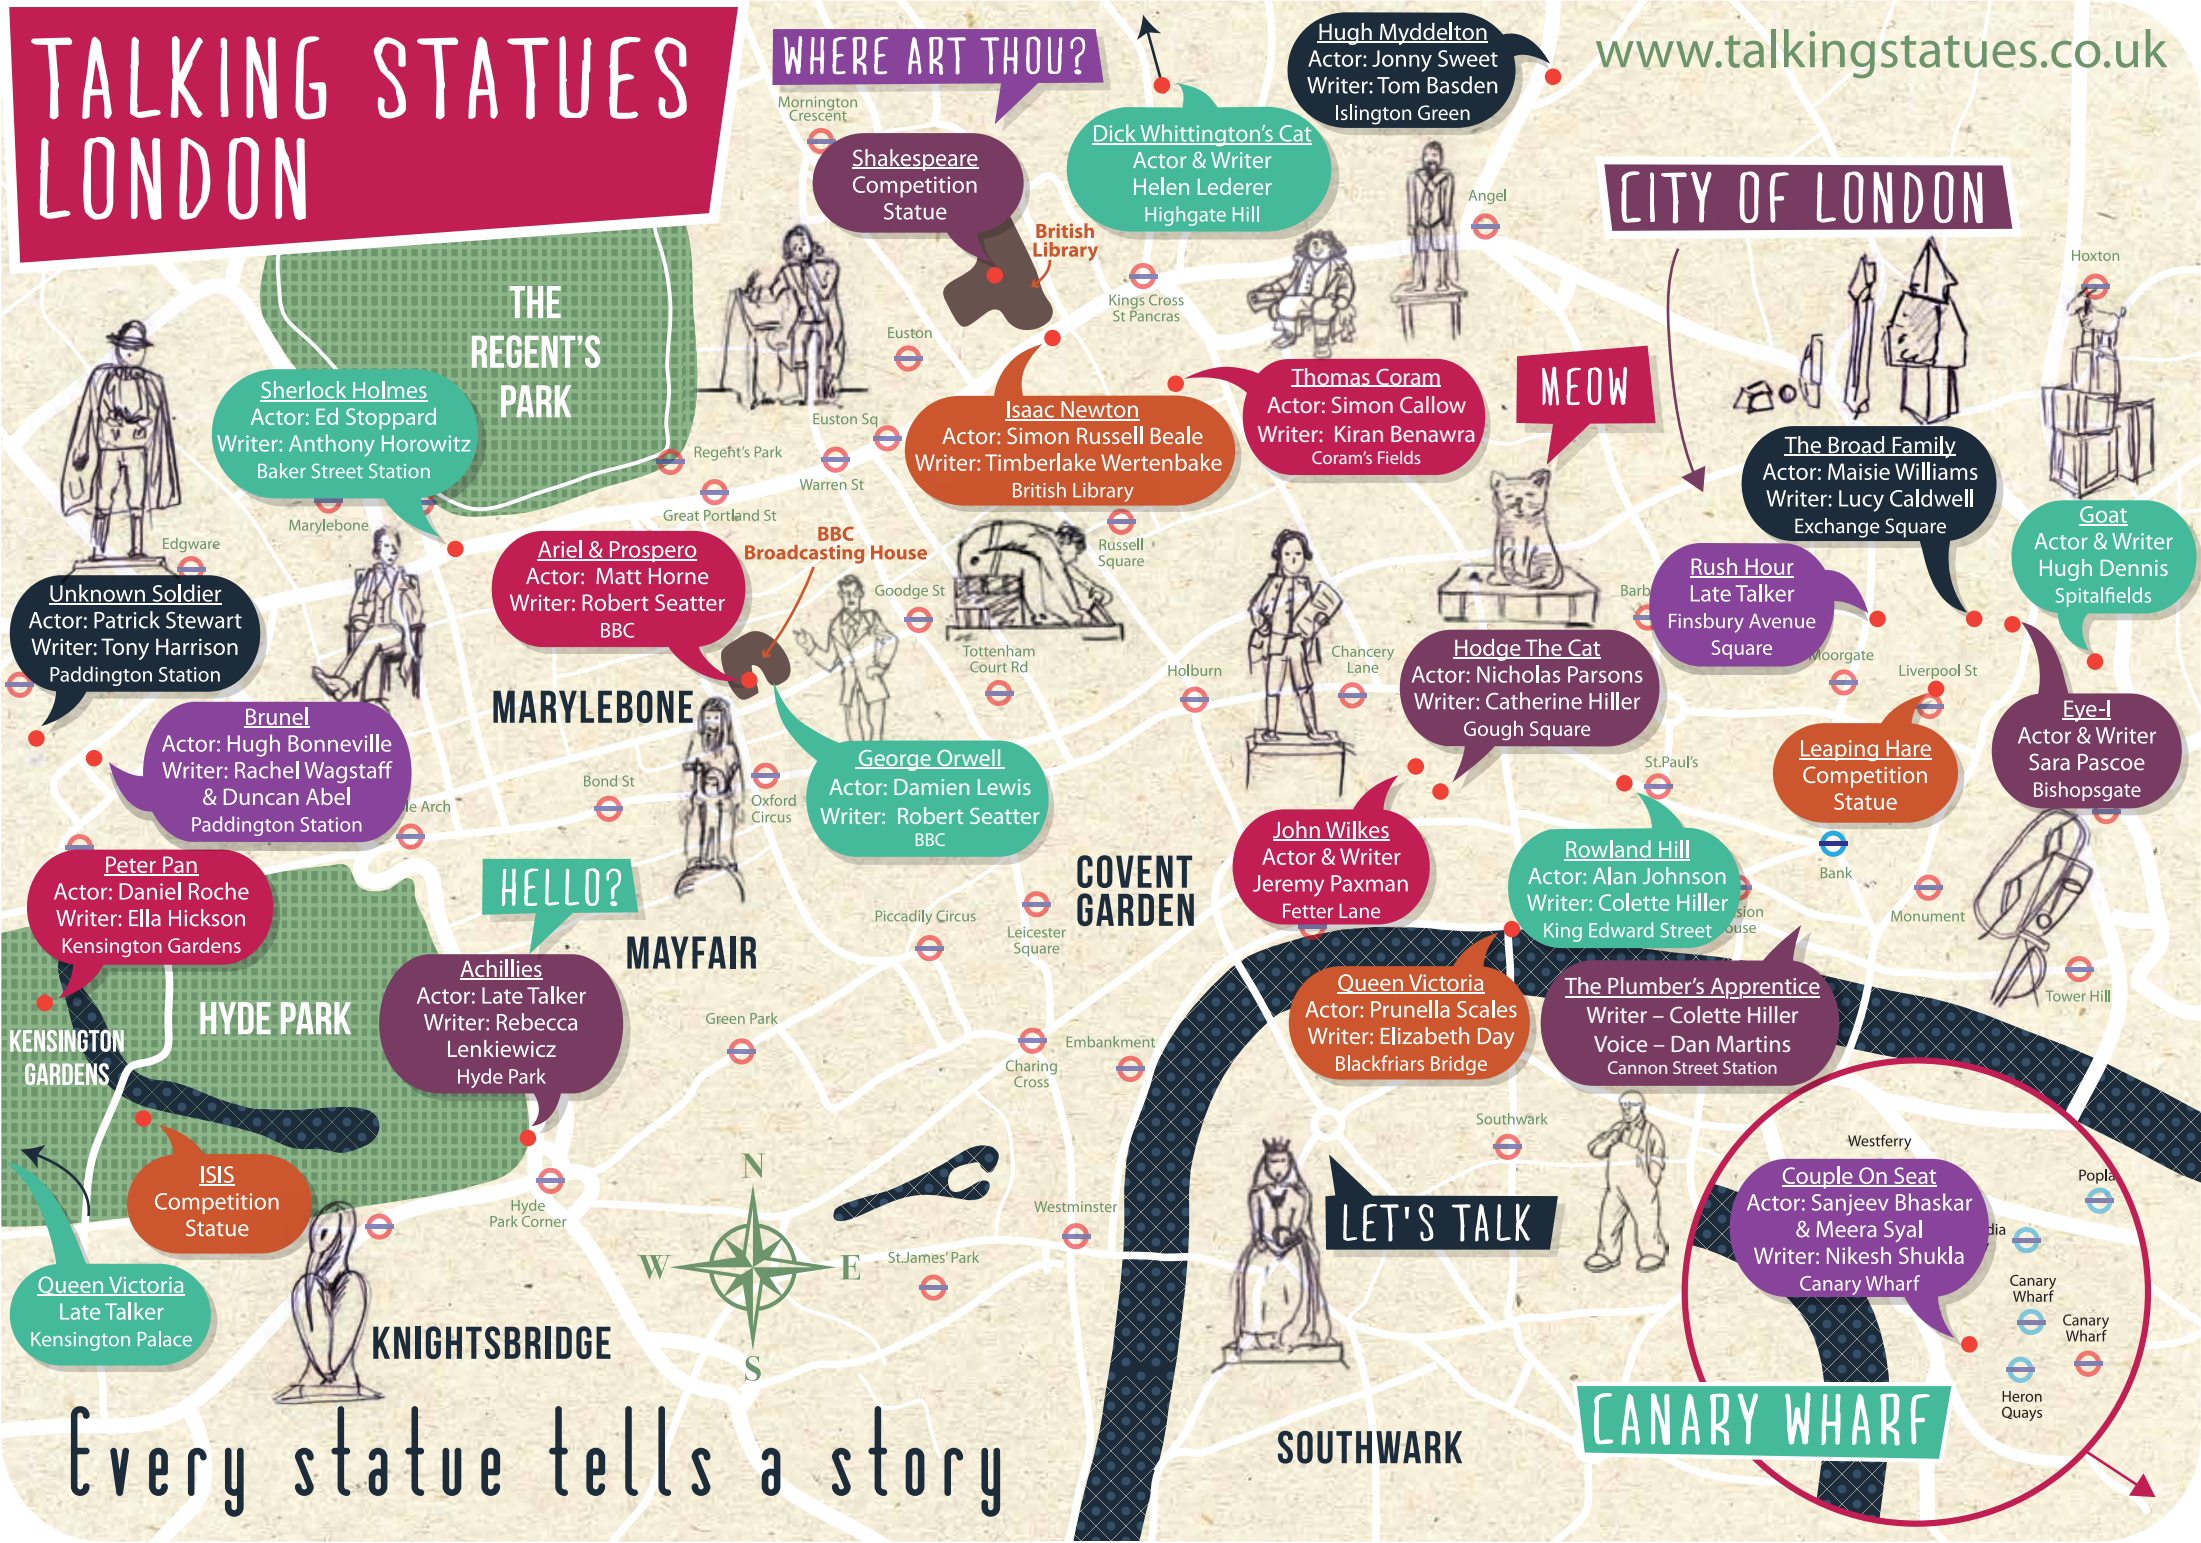 TALKING STATUES
LONDON
WHERE ART THOU?
www.talkingstatues.co.uk
Hugh Myddelton
Actor: Jonny Sweet
Writer: Tom Basden
Islington Green
Mornington
Crescent
Shakespeare
Competition
Statue
Dick Whittington's Cat
Actor & Writer
Helen Lederer
Highgate Hill
British
Library
Angel
CITY OF LONDON
Hoxton
Kings Cross
St Pancras
Euston
THE
REGENT'S
PARK
Sherlock Holmes
Actor: Ed Stoppard
Writer: Anthony Horowitz
Baker Street Station
Marylebone
Edgware
Euston Sq
Regent's Park
Warren St
Great Portland St
Isaac Newton
Actor: Simon Russell Beale
Writer: Timberlake Wertenbake
British Library
Thomas Coram
Actor: Simon Callow
Writer: Kiran Benawra
Coram's Fields
MEOW
The Broad Family
Actor: Maisie Williams
Writer: Lucy Caldwell
Exchange Square
Goat
Actor & Writer
Hugh Dennis
Spitalfields
BBC
Broadcasting House
Ariel & Prospero
Actor: Matt Horne
Writer: Robert Seatter
BBC
Goodge St
Russell
Square
Unknown Soldier
Actor: Patrick Stewart
Writer: Tony Harrison
Paddington Station
Barb
Rush Hour
Late Talker
Finsbury Avenue
Square
Moorgate
Liverpool St
Tottenham
Court Rd
Holburn
Chancery
Lane
Hodge The Cat
Actor: Nicholas Parsons
Writer: Catherine Hiller
Gough Square
MARYLEBONE
Brunel
Actor: Hugh Bonneville
Writer: Rachel Wagstaff
& Duncan Abel
Paddington Station
le Arch
Bond St
Oxford
Circus
George Orwell
Actor: Damien Lewis
Writer: Robert Seatter
BBC
St.Paul's
Leaping Hare
Competition
Statue
Eye-I
Actor & Writer
Sara Pascoe
Bishopsgate
John Wilkes
Actor & Writer
Jeremy Paxman
Fetter Lane
Rowland Hill
Actor: Alan Johnson
Writer: Colette Hiller
King Edward Street
sion
ouse
Bank
Monument
Peter Pan
Actor: Daniel Roche
Writer: Ella Hickson
Kensington Gardens
HELLO?
COVENT
GARDEN
Piccadily Circus
Leicester
Square
MAYFAIR
Achillies
Actor: Late Talker
Writer: Rebecca
Lenkiewicz
Hyde Park
HYDE PARK
KENSINGTON
GARDENS
Green Park
Charing
Cross
Embankment
Queen Victoria
Actor: Prunella Scales
Writer: Elizabeth Day
Blackfriars Bridge
The Plumber's Apprentice
Writer – Colette Hiller
Voice – Dan Martins
Cannon Street Station
Tower Hill
Southwark
ISIS
Competition
Statue
Hyde
Park Corner
N
W
E
S
Westminster
St.James' Park
LET'S TALK
Westferry
Popla
Couple On Seat
Actor: Sanjeev Bhaskar
& Meera Syal
Writer: Nikesh Shukla
Canary Wharf
dia
Canary
Wharf
Canary
Wharf
Heron
Quays
Queen Victoria
Late Talker
Kensington Palace
KNIGHTSBRIDGE
CANARY WHARF
SOUTHWARK
Every statue tells a story